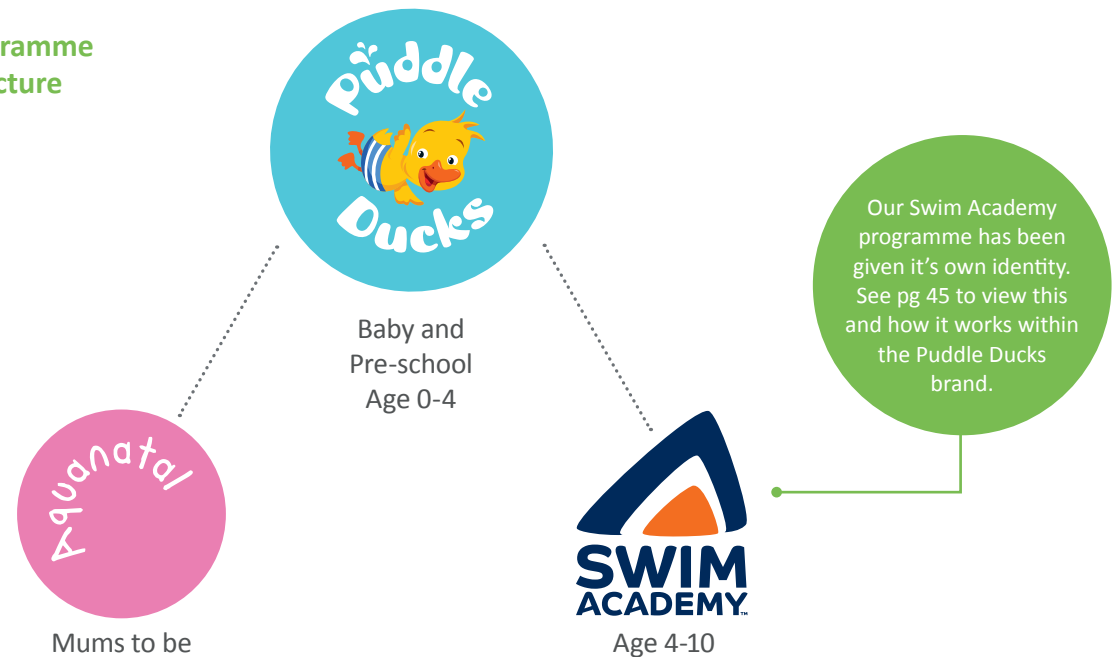 ramme
cture
Puddle
Ducks
Baby and
Pre-school
Age 0-4
Our Swim Academy
programme has been
given it's own identity.
See pg 45 to view this
and how it works within
the Puddle Ducks
brand.
Aquanatal
Mums to be
SWIM
ACADEMY™
Age 4-10